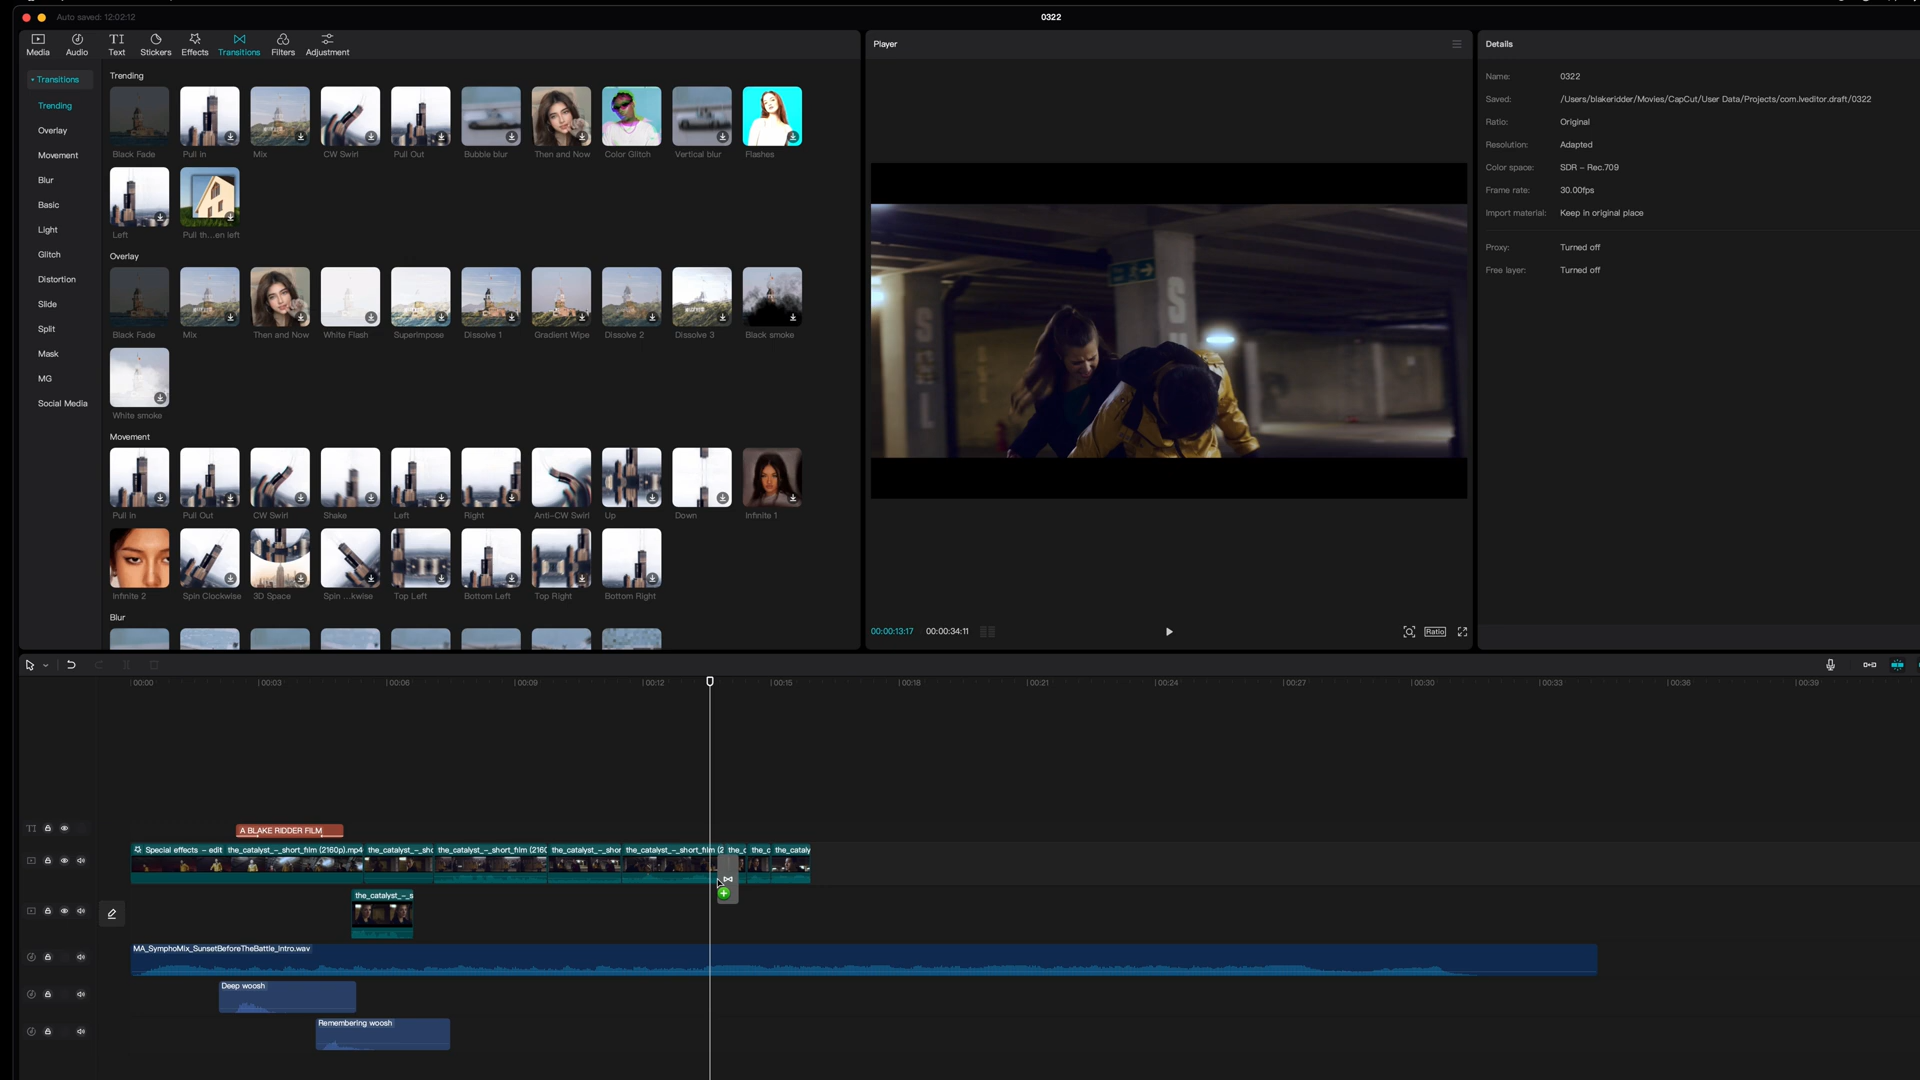 Auto saved: 12:02:12
0322
Media
Audio
TI
Text
Stickers
Effects
Transitions
Filters
Adjustment
Transitions
Trending
Overlay
Movement
Blur
Basic
Light
Glitch
Distortion
Slide
Split
Mask
MG
Social Media
Trending
Black Fade
Pull in
Mix
CW Swirl
Pull Out
Bubble blur
Then and Now
Color Glitch
Vertical blur
Flashes
Left
Pull th...en left
Overlay
Black Fade
Mix
Then and Now
White Flash
Superimpose
Dissolve 1
Gradient Wipe
Dissolve 2
Dissolve 3
Black smoke
White smoke
Movement
Pull in
Pull Out
CW Swirl
Shake
Left
Right
Anti-CW Swirl
Up
Down
Infinite 1
Infinite 2
Spin Clockwise
3D Space
Spin ...kwise
Top Left
Bottom Left
Top Right
Bottom Right
Blur
Player
00:00:13:17
00:00:34:11
Ratio
Details
Name: 0322
Saved: /Users/blakeridder/Movies/CapCut/User Data/Projects/com.lveditor.draft/0322
Ratio: Original
Resolution: Adapted
Color space: SDR - Rec.709
Frame rate: 30.00fps
Import material: Keep in original place
Proxy: Turned off
Free layer: Turned off
00:00
00:03
00:06
00:09
00:12
00:15
00:18
00:21
00:24
00:27
00:30
00:33
00:36
00:39
TI
A BLAKE RIDDER FILM
Special effects - edit
the_catalyst_-_short_film (2160p).mp4
the_catalyst_-_sho
the_catalyst_-_short_film (216
the_catalyst_-_shor
the_catalyst_-_short_film (2
the_c
the_c
the_cataly
the_catalyst_-_s
MA_SymphoMix_SunsetBeforeTheBattle_Intro.wav
Deep woosh
Remembering woosh